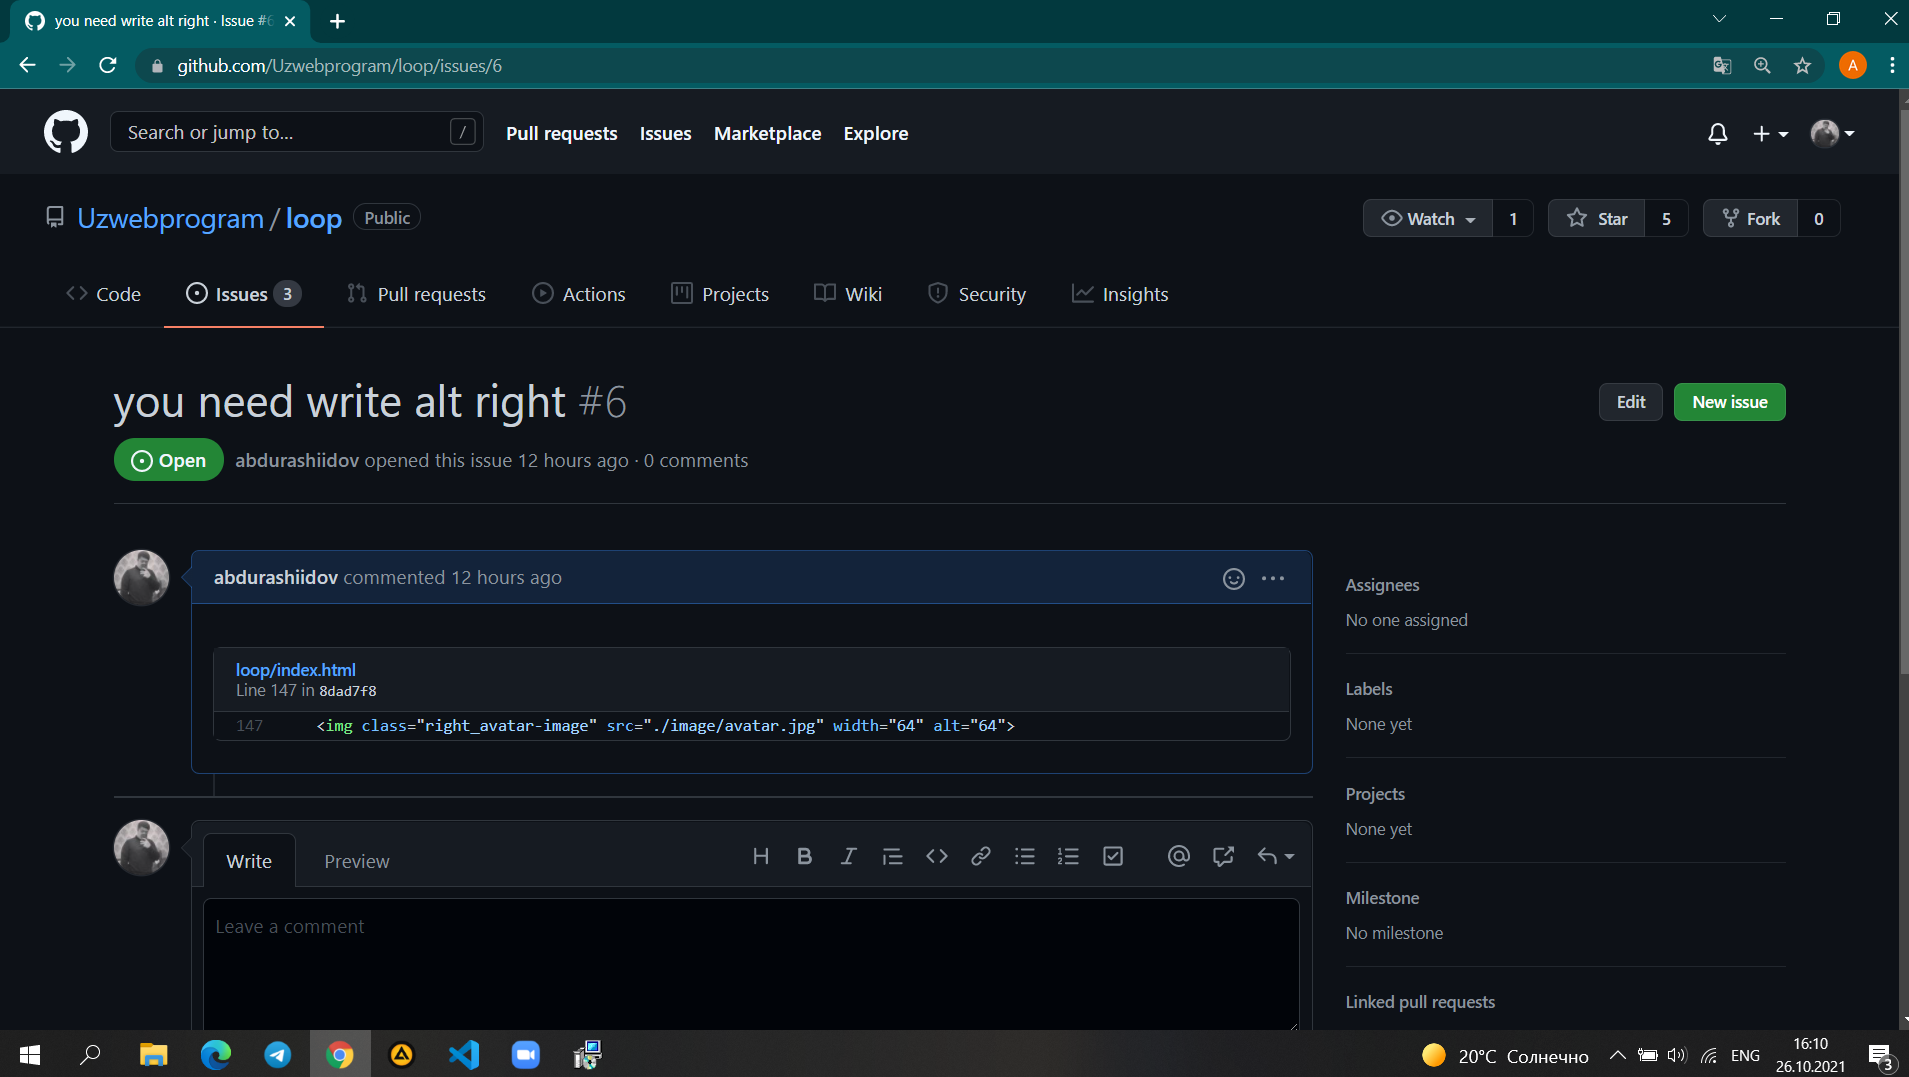 you need write alt right · Issue #6
github.com/Uzwebprogram/loop/issues/6
A
Search or jump to... /
Pull requests Issues Marketplace Explore
Uzwebprogram / loop Public
Watch 1 Star 5 Fork 0
Code Issues 3 Pull requests Actions Projects Wiki Security Insights
you need write alt right #6
Edit New issue
Open abdurashiidov opened this issue 12 hours ago · 0 comments
abdurashiidov commented 12 hours ago
loop/index.html
Line 147 in 8dad7f8
147 <img class="right_avatar-image" src="./image/avatar.jpg" width="64" alt="64">
Assignees
No one assigned
Labels
None yet
Projects
None yet
Milestone
No milestone
Linked pull requests
Write Preview
Leave a comment
20°C Солнечно ENG 16:10
26.10.2021
3